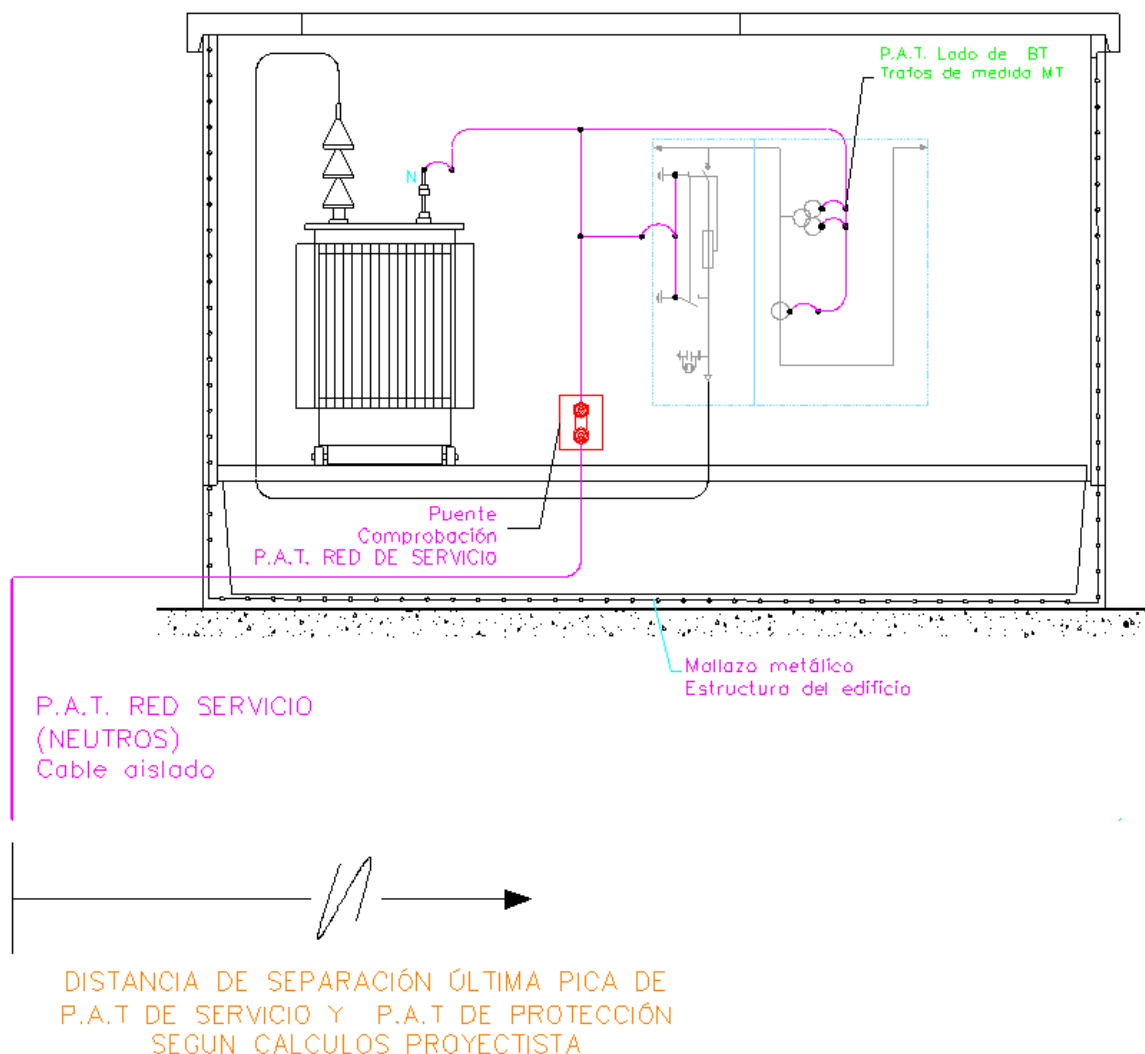 P.A.T. Lado de BT
Trafos de medida MT
N
Puente
Comprobación
P.A.T. RED DE SERVICIO
Mallazo metálico
Estructura del edificio
P.A.T. RED SERVICIO
(NEUTROS)
Cable aislado
DISTANCIA DE SEPARACIÓN ÚLTIMA PICA DE
P.A.T DE SERVICIO Y P.A.T DE PROTECCIÓN
SEGUN CALCULOS PROYECTISTA